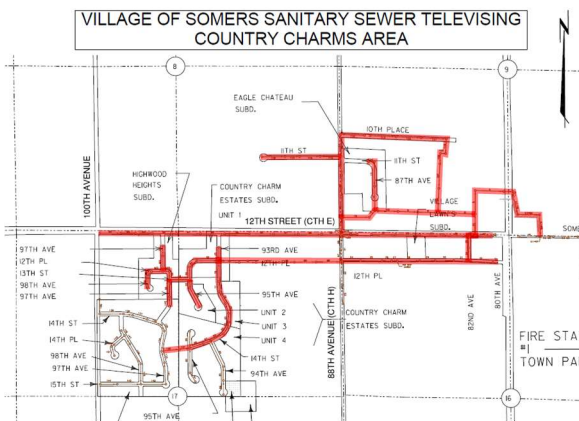 VILLAGE OF SOMERS SANITARY SEWER TELEVISING
COUNTRY CHARMS AREA
8
9
EAGLE CHATEAU
SUBD.
10TH PLACE
11TH ST
11TH ST
87TH AVE
100TH AVENUE
HIGHWOOD
HEIGHTS
SUBD.
COUNTRY CHARM
ESTATES SUBD.
UNIT 1
VILLAGE
LAWNS
SUBD.
12TH STREET (CTH E)
SOME
97TH AVE
12TH PL
13TH ST
98TH AVE
97TH AVE
93RD AVE
12TH PL
12TH PL
95TH AVE
UNIT 2
UNIT 3
UNIT 4
COUNTRY CHARM
ESTATES SUBD.
88TH AVENUE (CTH H)
82ND AVE
80TH AVE
14TH ST
14TH PL
98TH AVE
97TH AVE
15TH ST
14TH ST
94TH AVE
FIRE STA
#1
TOWN PA
17
16
95TH AVE